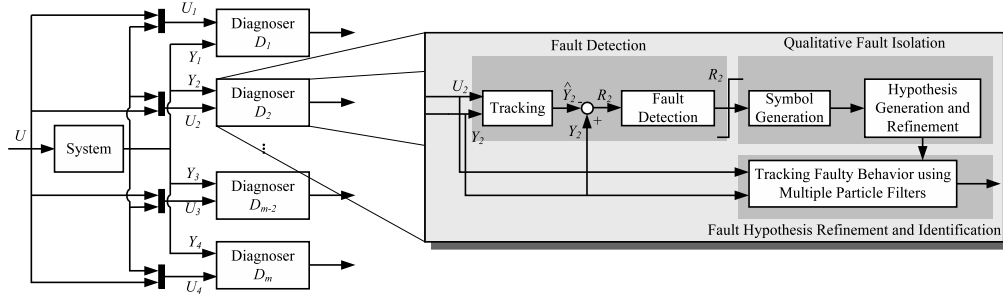 U
System
U1
Diagnoser
D1
Y1
Y2
Diagnoser
D2
U2
...
Y3
Diagnoser
Dm-2
U3
Y4
Diagnoser
Dm
U4
Fault Detection
Qualitative Fault Isolation
U2
Y2
Tracking
Ŷ2
-
+
Y2
R2
Fault
Detection
R2
Symbol
Generation
Hypothesis
Generation and
Refinement
Tracking Faulty Behavior using
Multiple Particle Filters
Fault Hypothesis Refinement and Identification